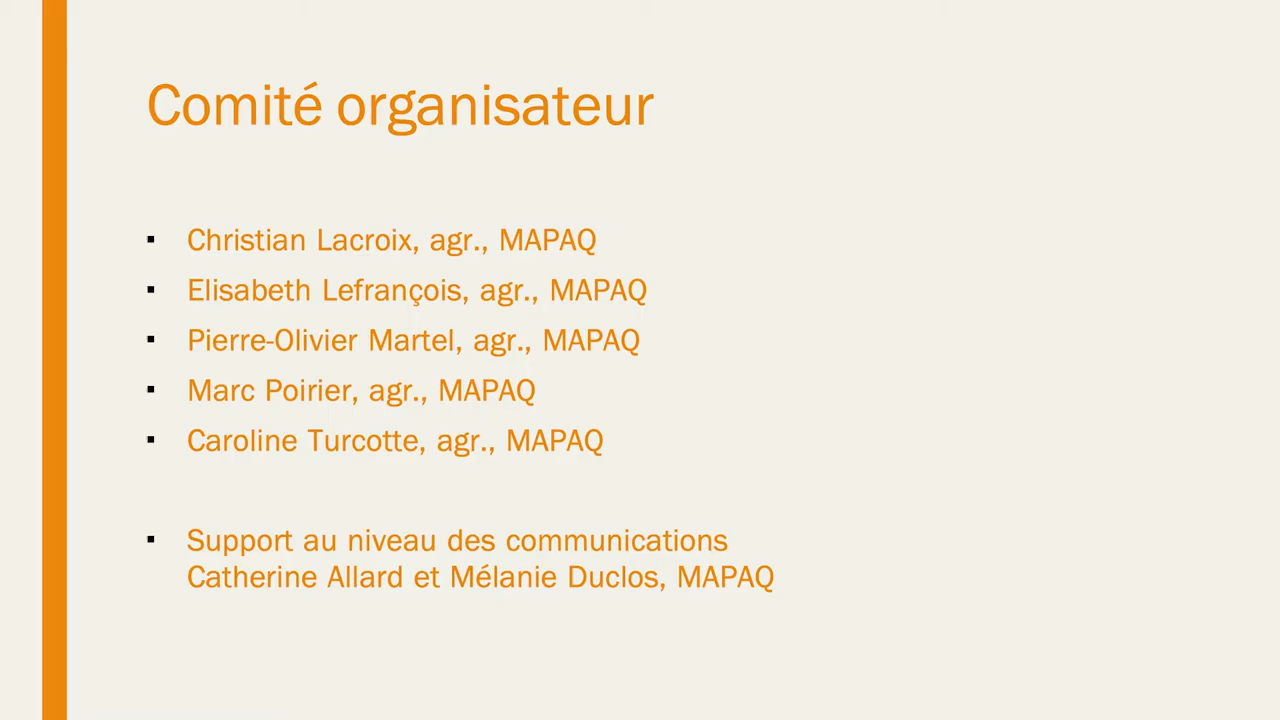 Comité organisateur
▪ Christian Lacroix, agr., MAPAQ
▪ Elisabeth Lefrançois, agr., MAPAQ
▪ Pierre-Olivier Martel, agr., MAPAQ
▪ Marc Poirier, agr., MAPAQ
▪ Caroline Turcotte, agr., MAPAQ
▪ Support au niveau des communications
Catherine Allard et Mélanie Duclos, MAPAQ